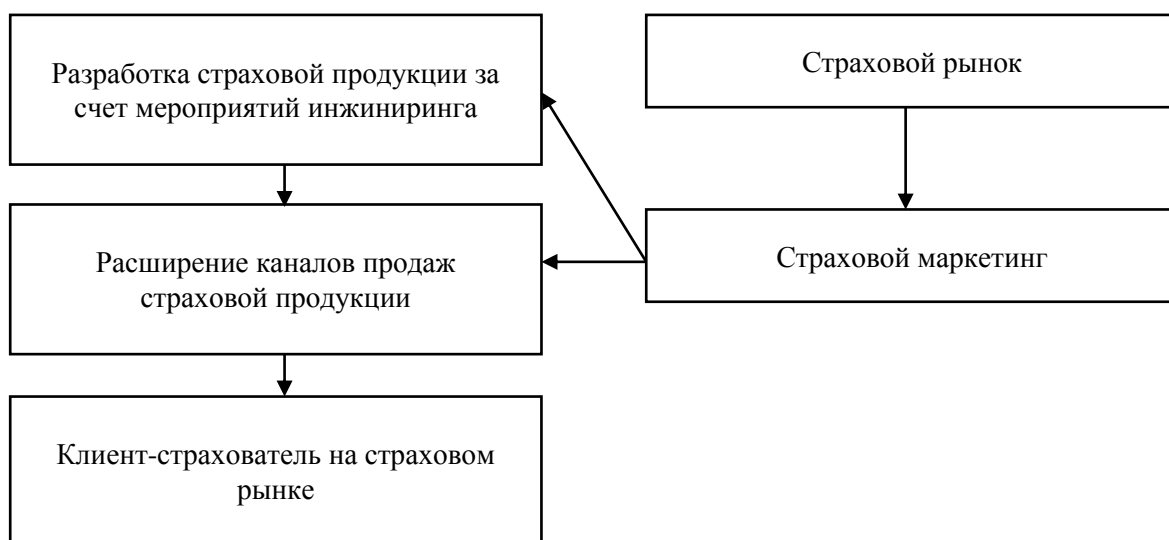 Разработка страховой продукции за
счет мероприятий инжиниринга
Страховой рынок
Расширение каналов продаж
страховой продукции
Страховой маркетинг
Клиент-страхователь на страховом
рынке